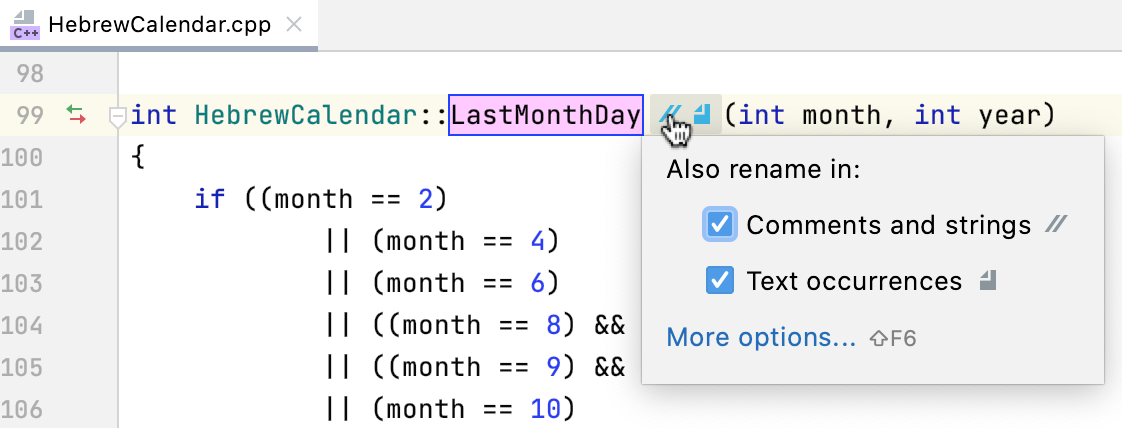 C++ HebrewCalendar.cpp
98
99 int HebrewCalendar::LastMonthDay // (int month, int year)
100 {
101 if ((month == 2)
102 || (month == 4)
103 || (month == 6)
104 || ((month == 8) &&
105 || ((month == 9) &&
106 || (month == 10)
Also rename in:
Comments and strings //
Text occurrences
More options... ⇧F6